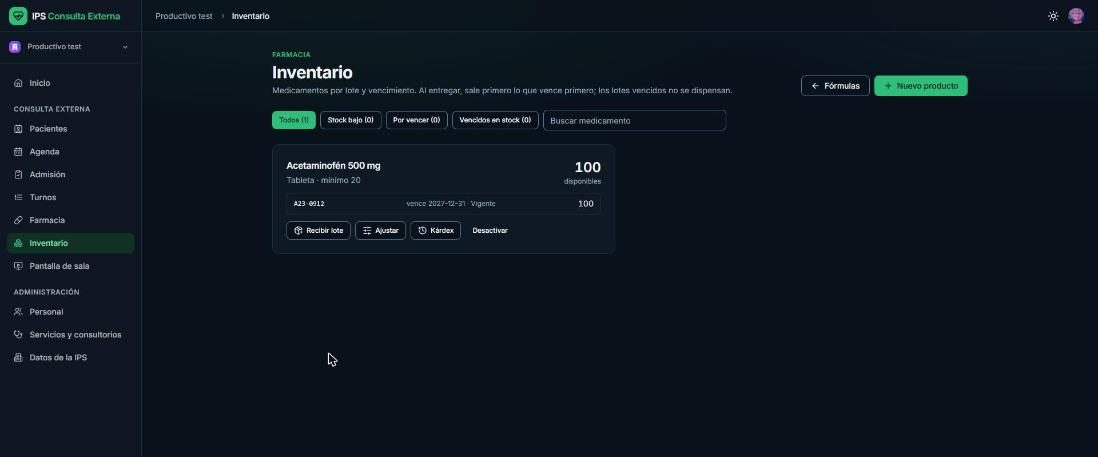 IPS Consulta Externa
Productivo test › Inventario
Productivo test
Inicio
CONSULTA EXTERNA
Pacientes
Agenda
Admisión
Turnos
Farmacia
Inventario
Pantalla de sala
ADMINISTRACIÓN
Personal
Servicios y consultorios
Datos de la IPS
FARMACIA
Inventario
Medicamentos por lote y vencimiento. Al entregar, sale primero lo que vence primero; los lotes vencidos no se dispensan.
← Fórmulas
+ Nuevo producto
Todos (1) Stock bajo (0) Por vencer (0) Vencidos en stock (0) Buscar medicamento
Acetaminofén 500 mg 100
Tableta · mínimo 20 disponibles
A23-0912 vence 2027-12-31 · Vigente 100
Recibir lote Ajustar Kárdex Desactivar